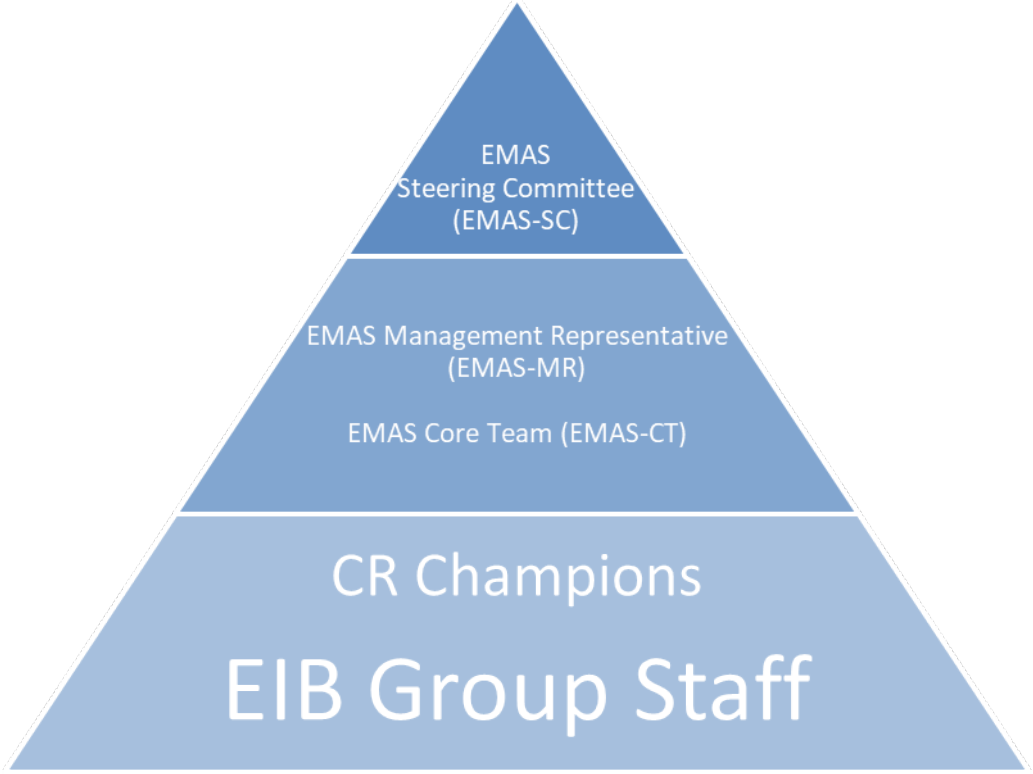 EMAS
Steering Committee
(EMAS-SC)
EMAS Management Representative
(EMAS-MR)
EMAS Core Team (EMAS-CT)
CR Champions
EIB Group Staff